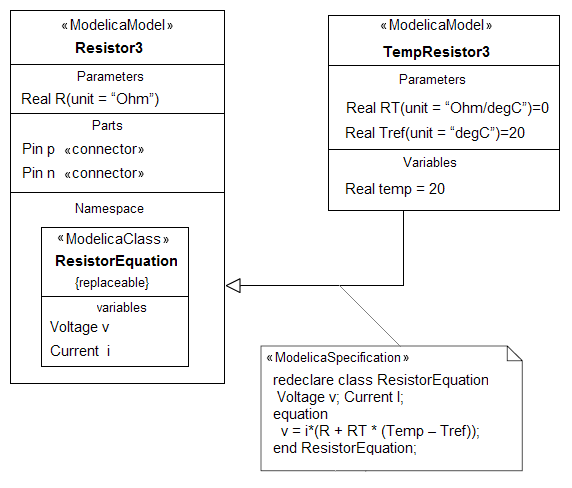 «ModelicaModel»
Resistor3
Parameters
Real R(unit = “Ohm”)
Parts
Pin p «connector»
Pin n «connector»
Namespace
«ModelicaClass»
ResistorEquation
{replaceable}
variables
Voltage v
Current i
«ModelicaModel»
TempResistor3
Parameters
Real RT(unit = “Ohm/degC”)=0
Real Tref(unit = “degC”)=20
Variables
Real temp = 20
«ModelicaSpecification»
redeclare class ResistorEquation
Voltage v; Current I;
equation
v = i*(R + RT * (Temp – Tref));
end ResistorEquation;